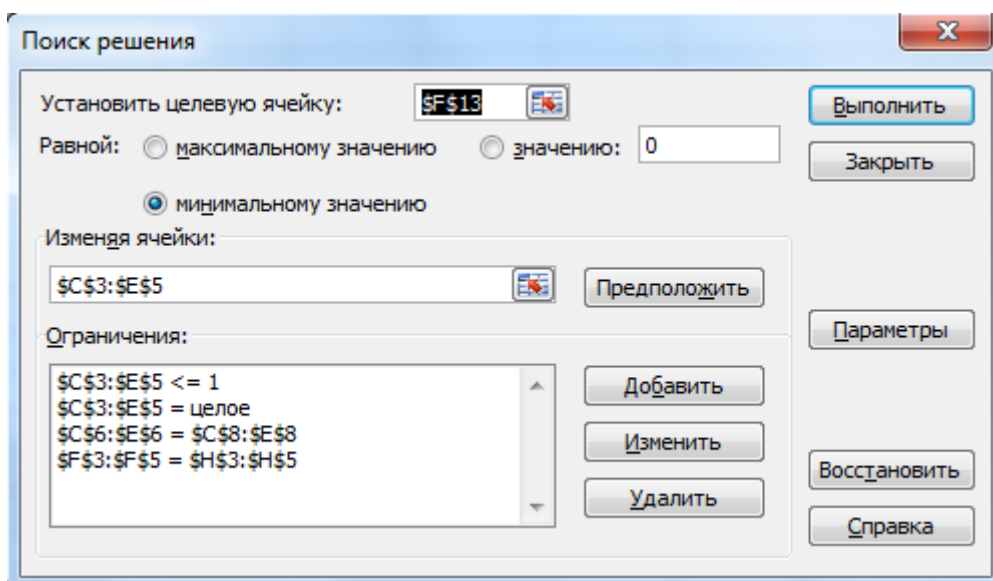 Поиск решения
Установить целевую ячейку: $F$13
Выполнить
Равной: максимальному значению значению: 0
Закрыть
минимальному значению
Изменяя ячейки:
$C$3:$E$5
Предположить
Ограничения:
Параметры
$C$3:$E$5 <= 1
$C$3:$E$5 = целое
$C$6:$E$6 = $C$8:$E$8
$F$3:$F$5 = $H$3:$H$5
Добавить
Изменить
Удалить
Восстановить
Справка